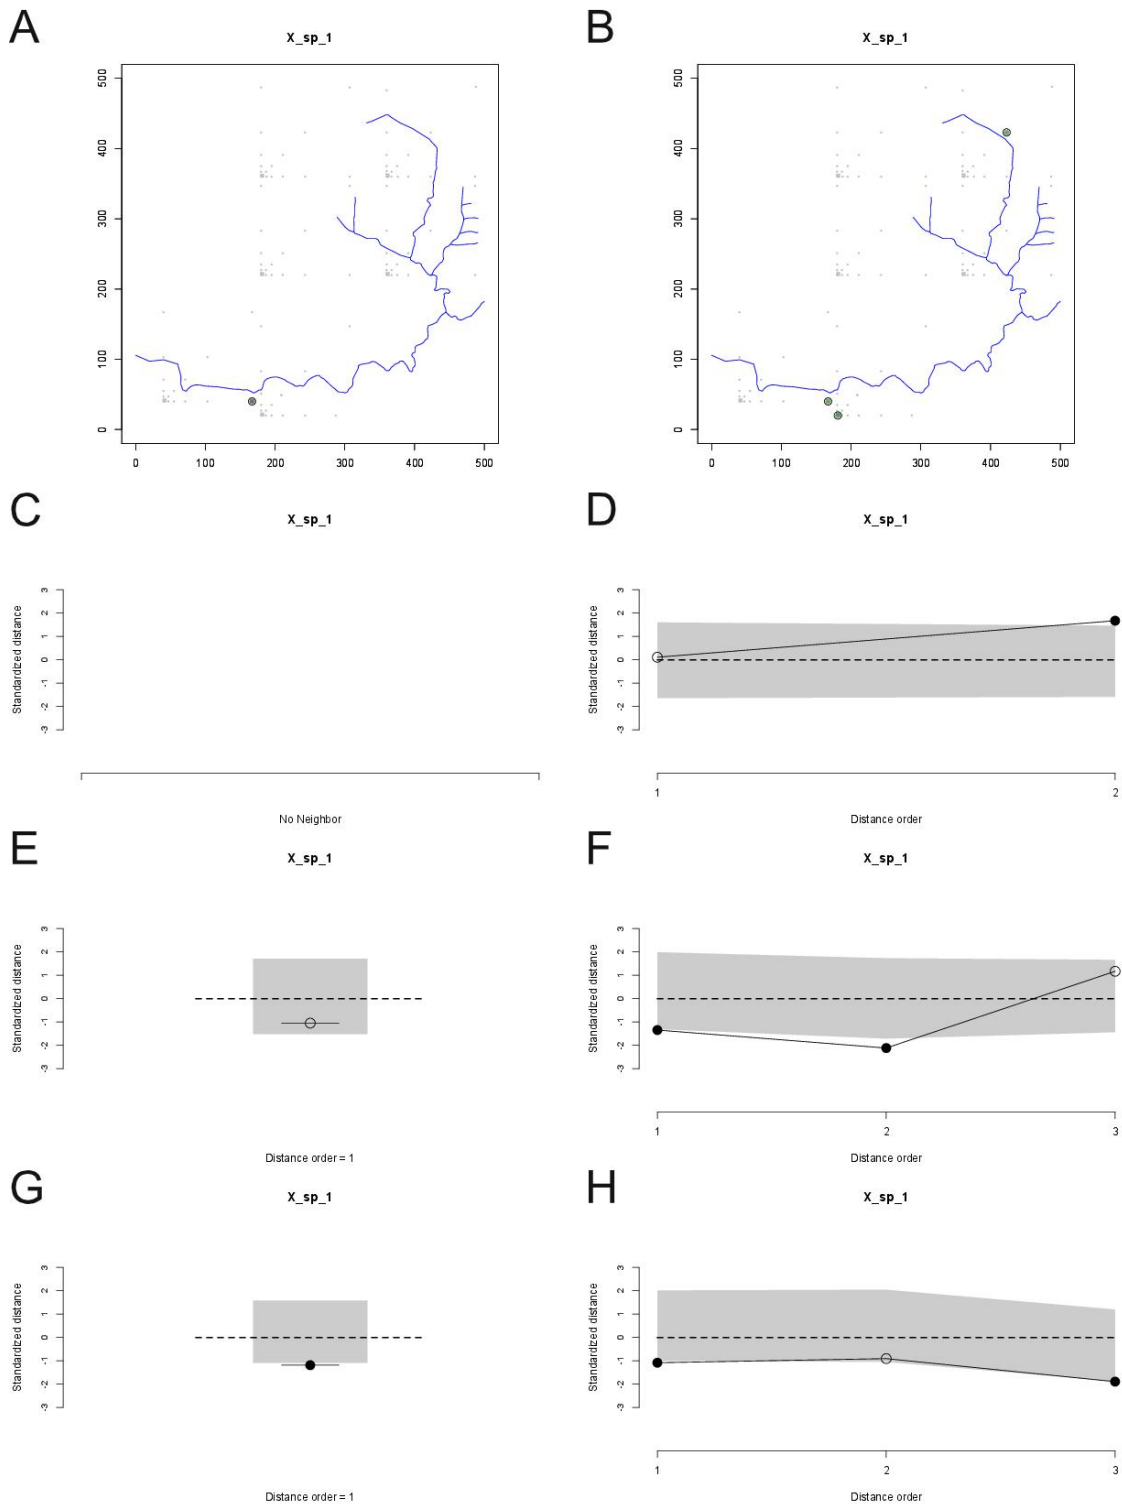 A
X_sp_1
500
400
300
200
100
0
0 100 200 300 400 500
B
X_sp_1
500
400
300
200
100
0
0 100 200 300 400 500
C
X_sp_1
Standardized distance
3
2
1
0
-1
-2
-3
No Neighbor
D
X_sp_1
Standardized distance
3
2
1
0
-1
-2
-3
1 2
Distance order
E
X_sp_1
Standardized distance
3
2
1
0
-1
-2
-3
Distance order = 1
F
X_sp_1
Standardized distance
3
2
1
0
-1
-2
-3
1 2 3
Distance order
G
X_sp_1
Standardized distance
3
2
1
0
-1
-2
-3
Distance order = 1
H
X_sp_1
Standardized distance
3
2
1
0
-1
-2
-3
1 2 3
Distance order